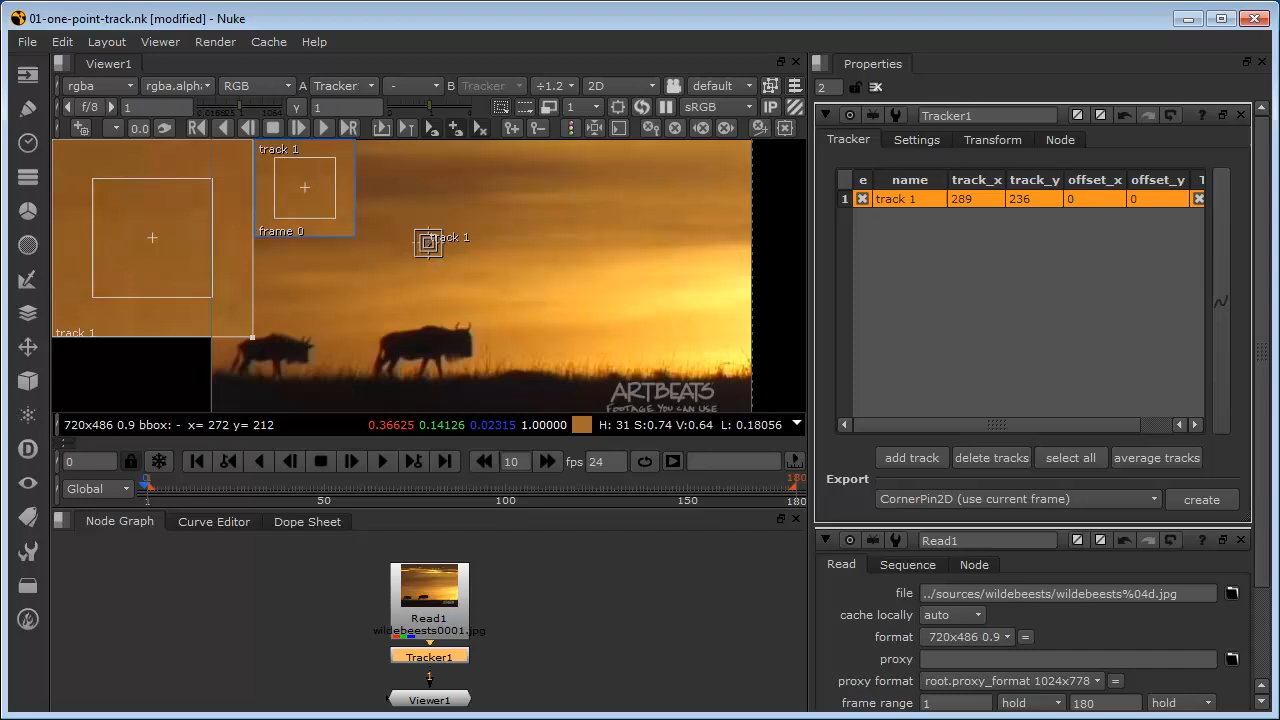 01-one-point-track.nk [modified] - Nuke
File Edit Layout Viewer Render Cache Help
Viewer1
rgba rgba.alpha RGB A Tracker - B Tracker ÷1.2 2D default
f/8 1 Y 1 1 sRGB IP
0.0
track 1
frame 0
track 1
track 1
ARTBEATS
FOOTAGE YOU CAN USE
720x486 0.9 bbox: - x= 272 y= 212 0.36625 0.14126 0.02315 1.00000 H: 31 S:0.74 V:0.64 L: 0.18056
0 10 fps 24
Global 1 50 100 150 180 180
Node Graph Curve Editor Dope Sheet
Read1
wildebeests0001.jpg
Tracker1
1
Viewer1
Properties
2
Tracker1
Tracker Settings Transform Node
e name track_x track_y offset_x offset_y T
1 track 1 289 236 0 0
add track delete tracks select all average tracks
Export
CornerPin2D (use current frame) create
Read1
Read Sequence Node
file ../sources/wildebeests/wildebeests%04d.jpg
cache locally auto
format 720x486 0.9 =
proxy
proxy format root.proxy_format 1024x778 =
frame range 1 hold 180 hold